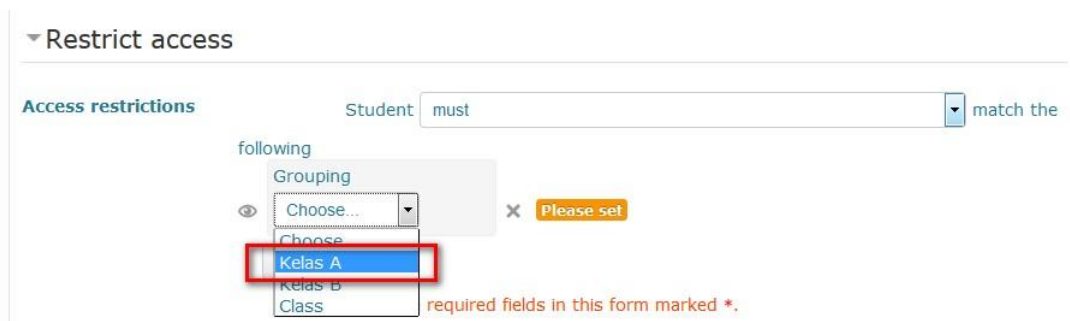 Restrict access
Access restrictions Student must match the
following
Grouping
Choose... Please set
Choose
Kelas A
Kelas B
Class required fields in this form marked *.